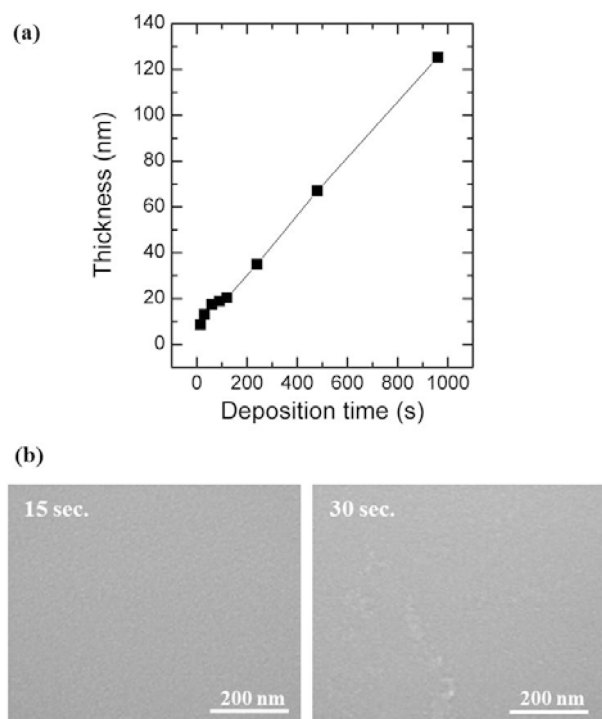 (a)
140
120
100
80
60
40
20
0
Thickness (nm)
0 200 400 600 800 1000
Deposition time (s)
(b)
15 sec.
30 sec.
200 nm
200 nm